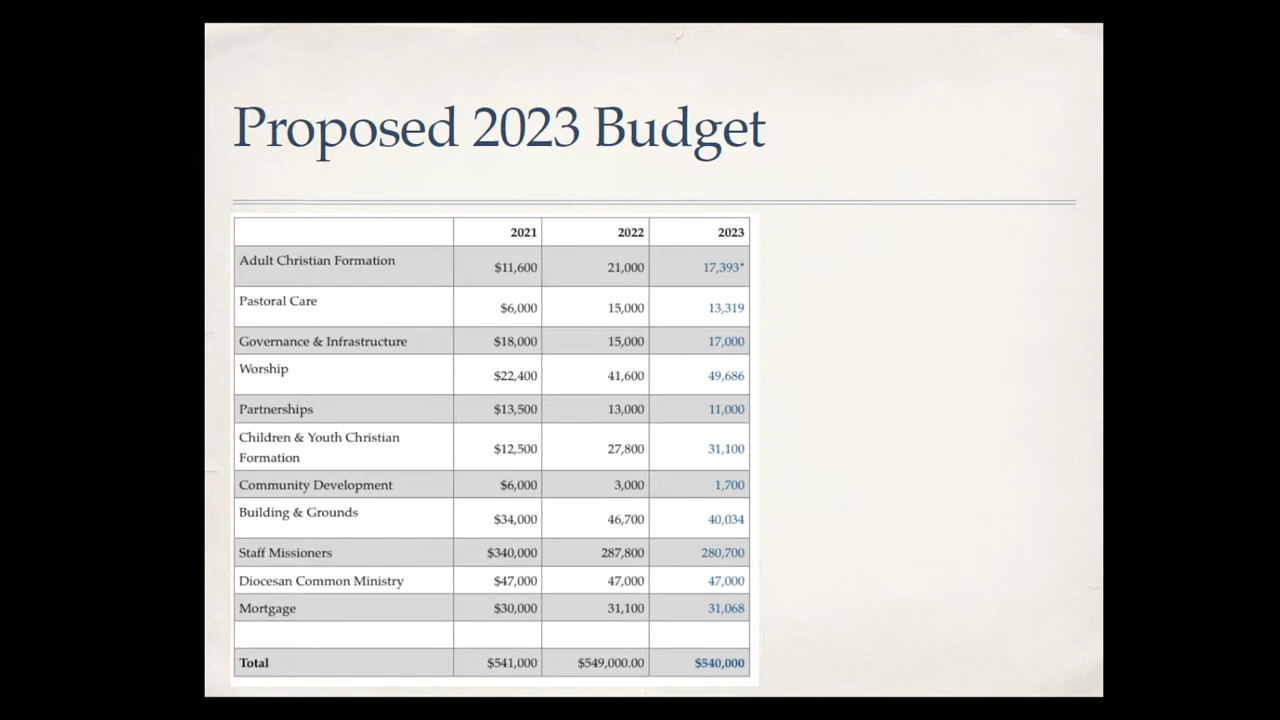 Proposed 2023 Budget
2021 2022 2023
Adult Christian Formation $11,600 21,000 17,393*
Pastoral Care $6,000 15,000 13,319
Governance & Infrastructure $18,000 15,000 17,000
Worship $22,400 41,600 49,686
Partnerships $13,500 13,000 11,000
Children & Youth Christian
Formation $12,500 27,800 31,100
Community Development $6,000 3,000 1,700
Building & Grounds $34,000 46,700 40,034
Staff Missioners $340,000 287,800 280,700
Diocesan Common Ministry $47,000 47,000 47,000
Mortgage $30,000 31,100 31,068
Total $541,000 $549,000.00 $540,000